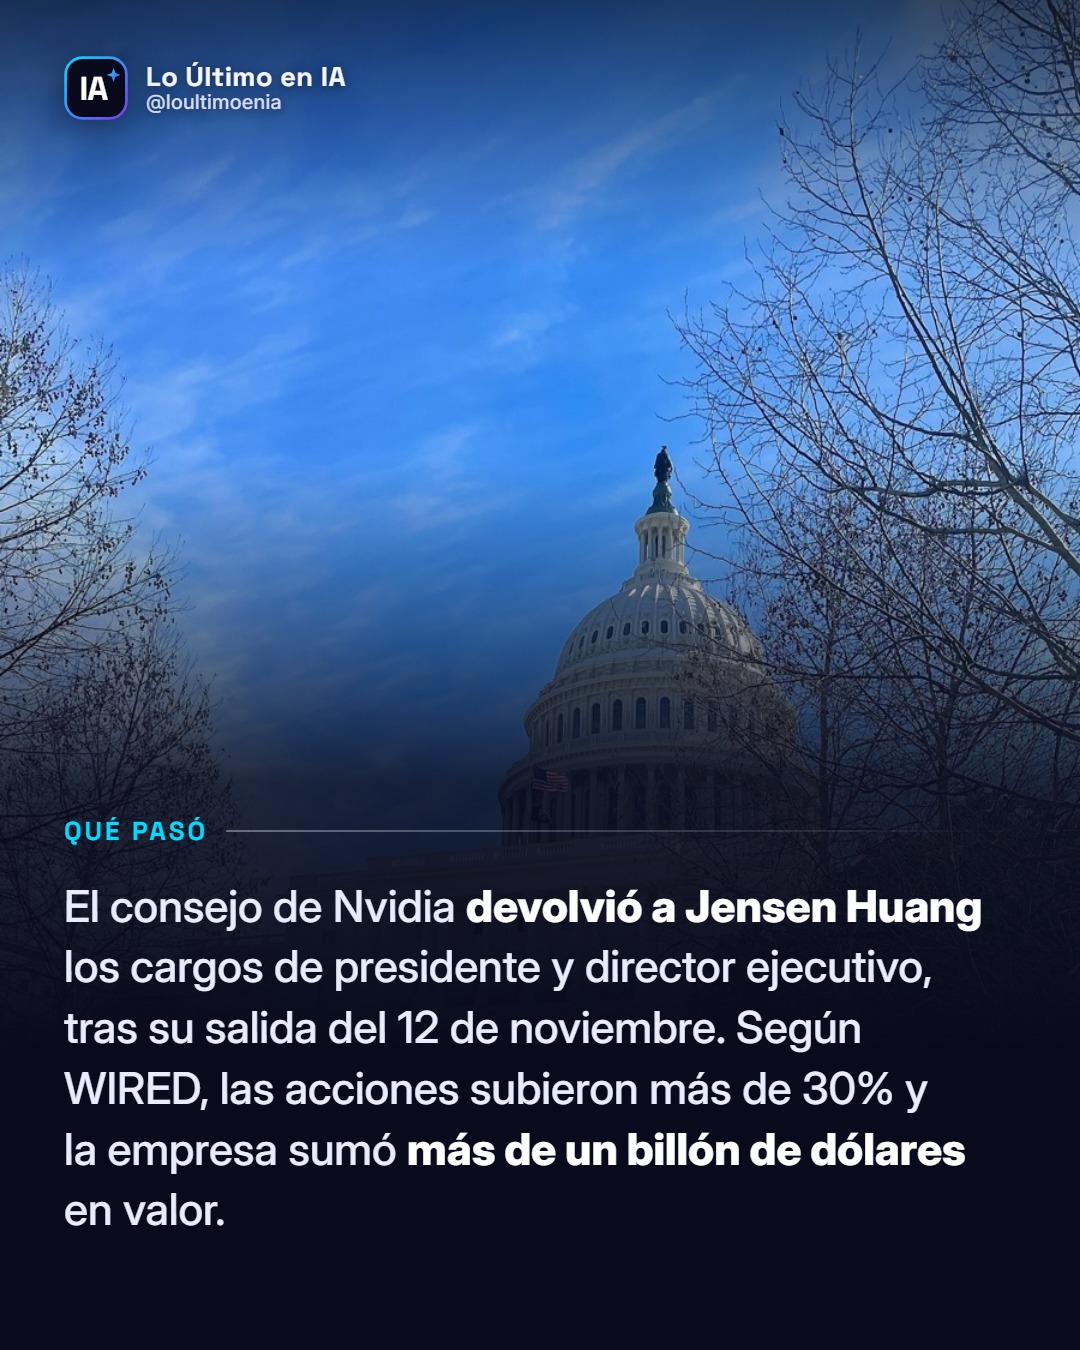 IA
Lo Último en IA
@loultimoenia
QUÉ PASÓ
El consejo de Nvidia devolvió a Jensen Huang
los cargos de presidente y director ejecutivo,
tras su salida del 12 de noviembre. Según
WIRED, las acciones subieron más de 30% y
la empresa sumó más de un billón de dólares
en valor.